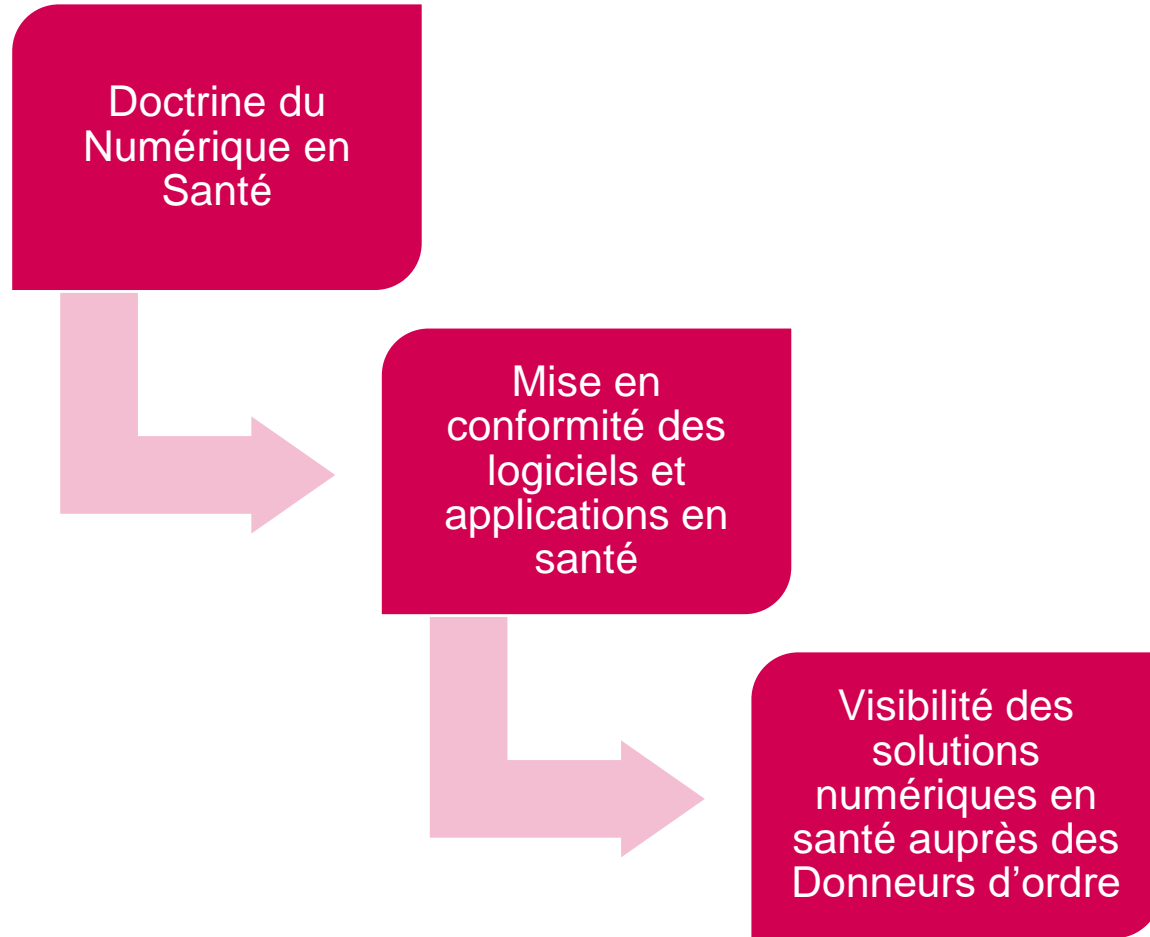 Doctrine du
Numérique en
Santé
Mise en
conformité des
logiciels et
applications en
santé
Visibilité des
solutions
numériques en
santé auprès des
Donneurs d’ordre